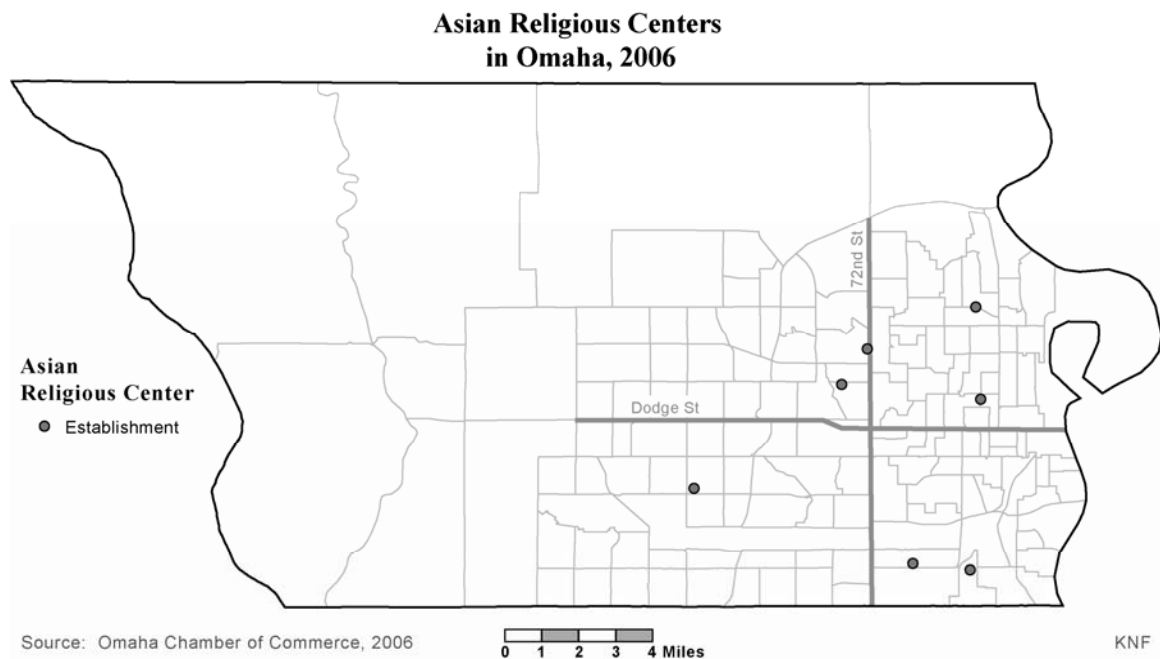 Asian Religious Centers
in Omaha, 2006
72nd St
Dodge St
Asian
Religious Center
Establishment
Source: Omaha Chamber of Commerce, 2006
0 1 2 3 4 Miles
KNF